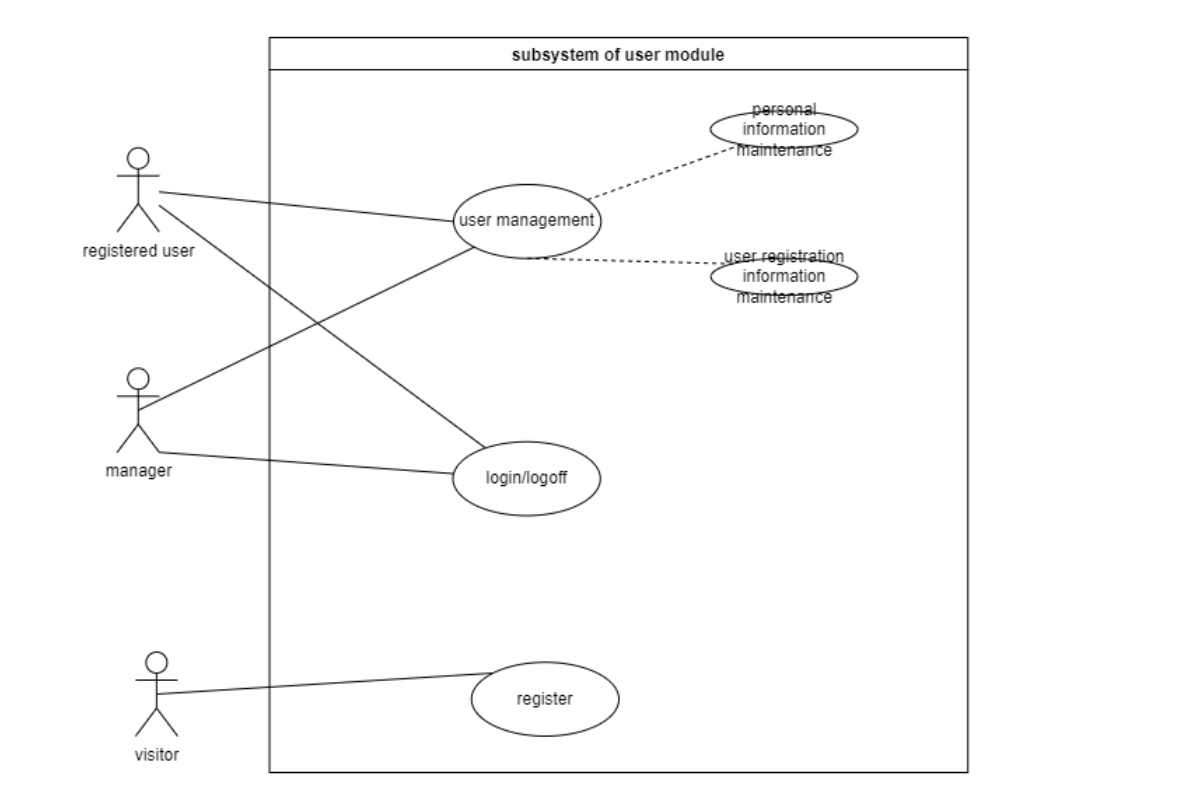 subsystem of user module
personal
information
maintenance
registered user
user management
user registration
information
maintenance
manager
login/logoff
visitor
register